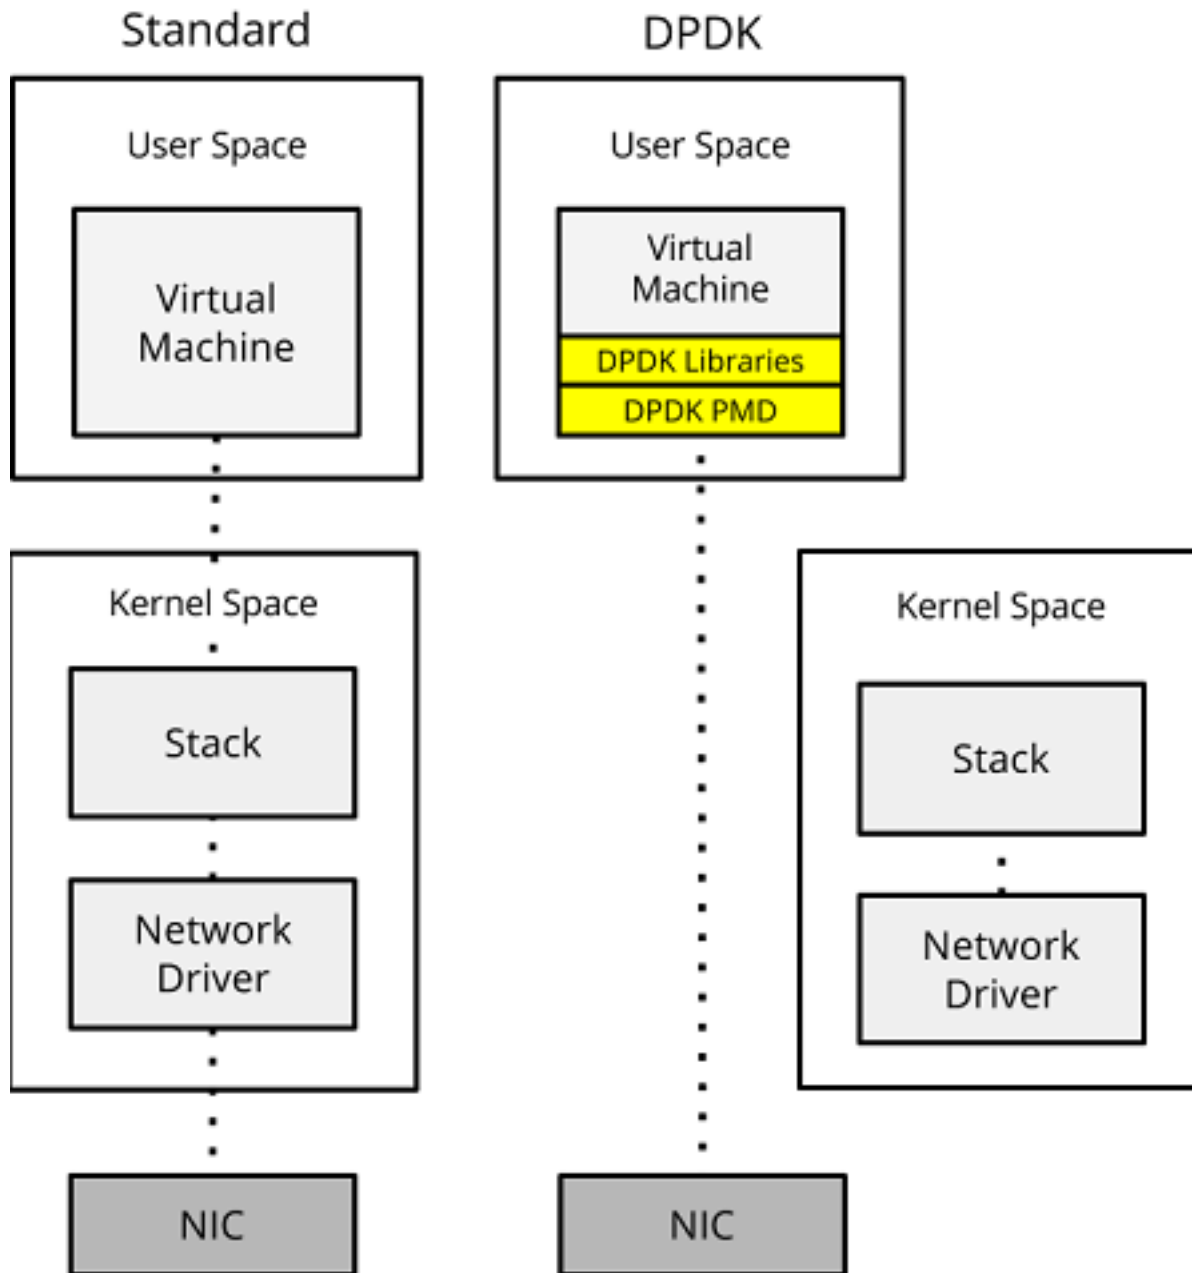 Standard
User Space
Virtual
Machine
Kernel Space
Stack
Network
Driver
NIC
DPDK
User Space
Virtual
Machine
DPDK Libraries
DPDK PMD
NIC
Kernel Space
Stack
Network
Driver